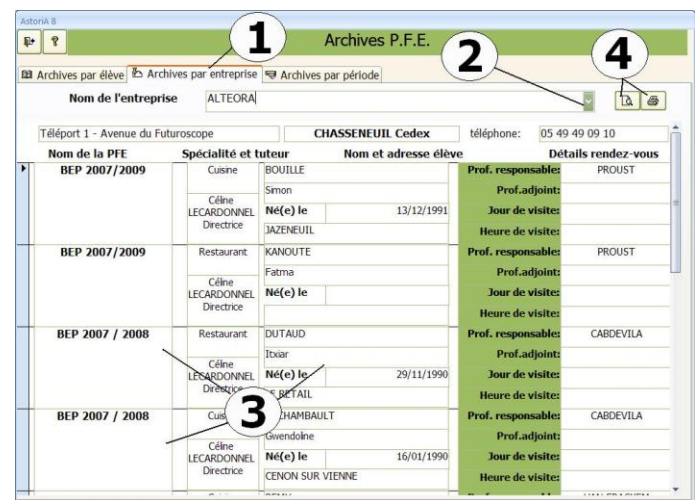 AstoriA 8
Archives P.F.E.
1
2
4
Archives par élève Archives par entreprise Archives par période
Nom de l'entreprise ALTEORA
Téléport 1 - Avenue du Futuroscope CHASSENEUIL Cedex téléphone: 05 49 49 09 10
Nom de la PFE Spécialité et tuteur Nom et adresse élève Détails rendez-vous
BEP 2007/2009 Cuisine BOUILLE Prof. responsable: PROUST
Simon Prof.adjoint:
Céline LECARDONNEL Directrice Né(e) le 13/12/1991 Jour de visite:
JAZENEUIL Heure de visite:
BEP 2007/2009 Restaurant KANOUTE Prof. responsable: PROUST
Fatma Prof.adjoint:
Céline LECARDONNEL Directrice Né(e) le Jour de visite:
Heure de visite:
BEP 2007 / 2008 Restaurant DUTAUD Prof. responsable: CABDEVILA
Itxiar Prof.adjoint:
Céline LECARDONNEL Directrice Né(e) le 29/11/1990 Jour de visite:
RETAIL Heure de visite:
3
BEP 2007 / 2008 CHAMBAULT Prof. responsable: CABDEVILA
Gwendoline Prof.adjoint:
Céline LECARDONNEL Directrice Né(e) le 16/01/1990 Jour de visite:
CENON SUR VIENNE Heure de visite: